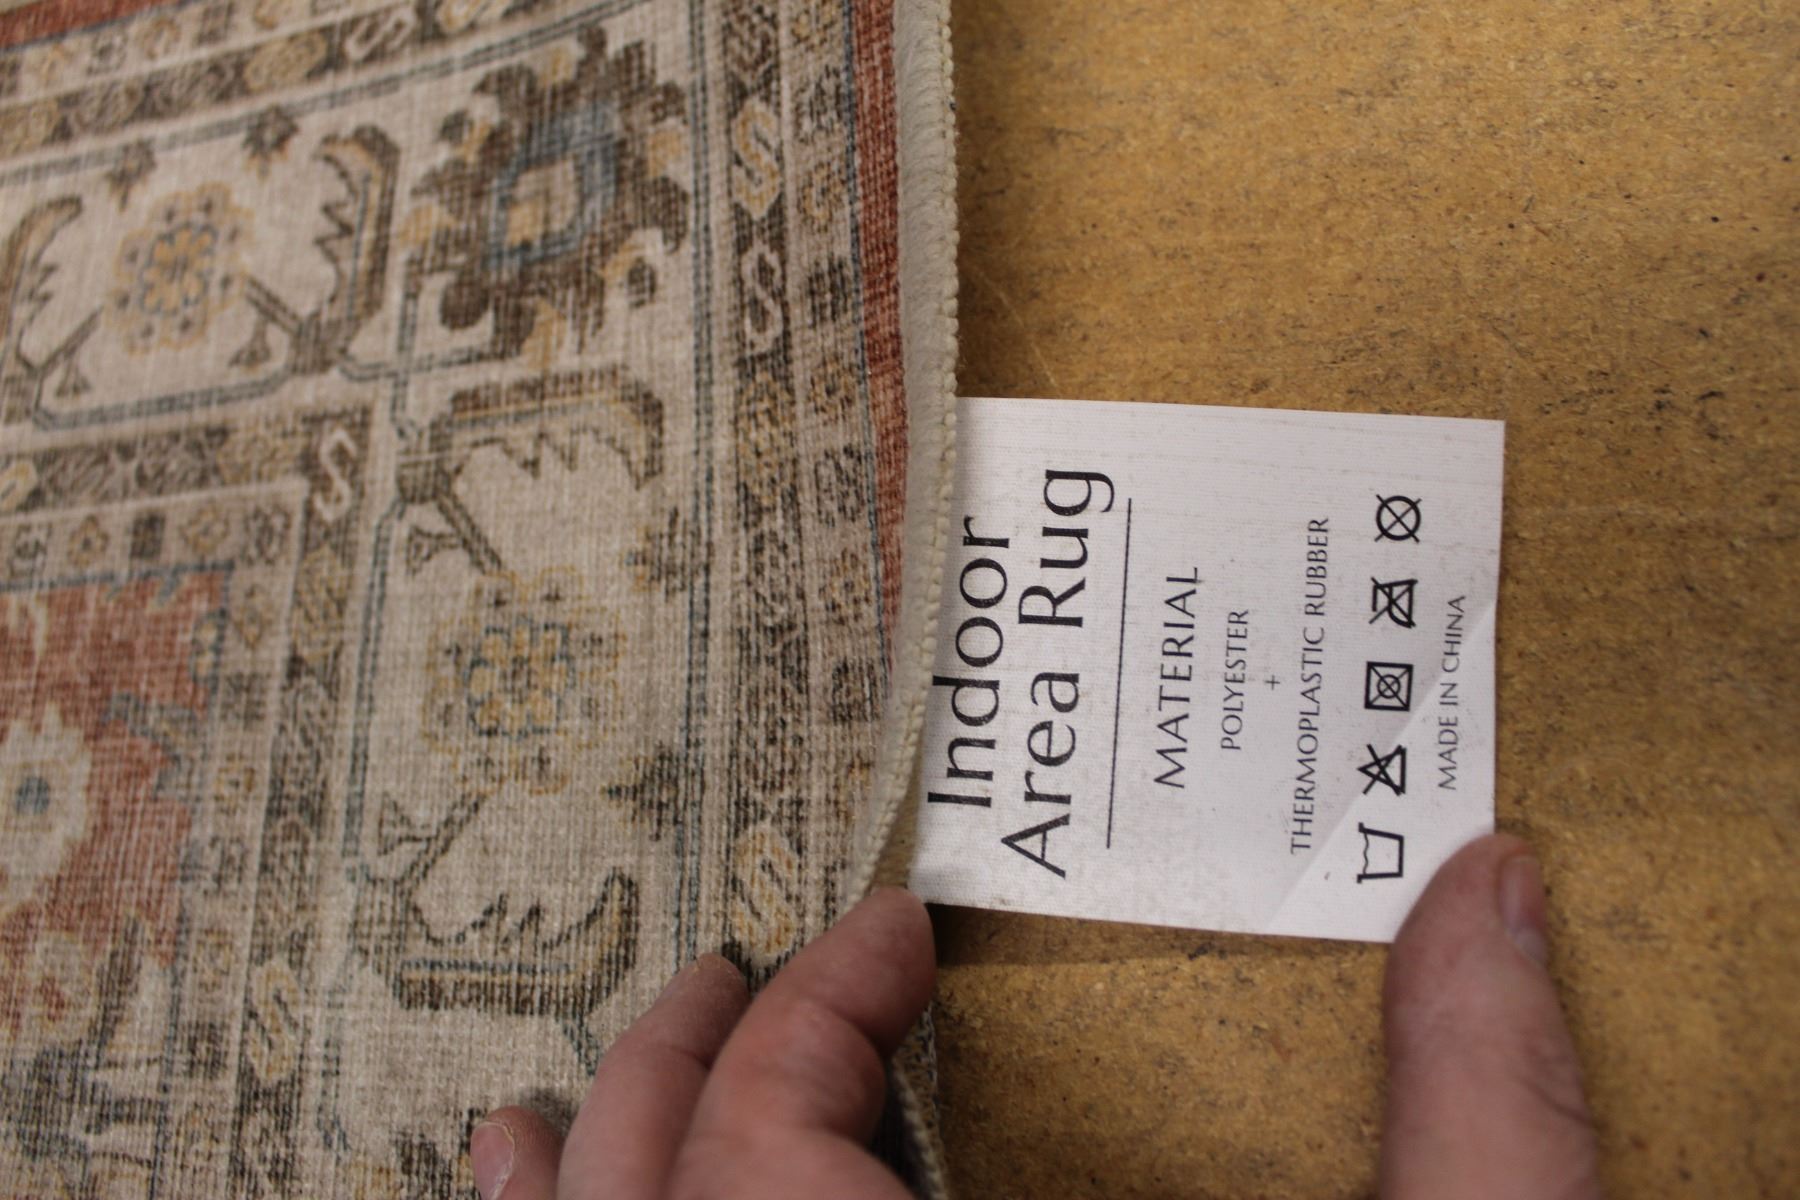 Indoor
Area Rug
MATERIAL
POLYESTER
+
THERMOPLASTIC RUBBER
MADE IN CHINA